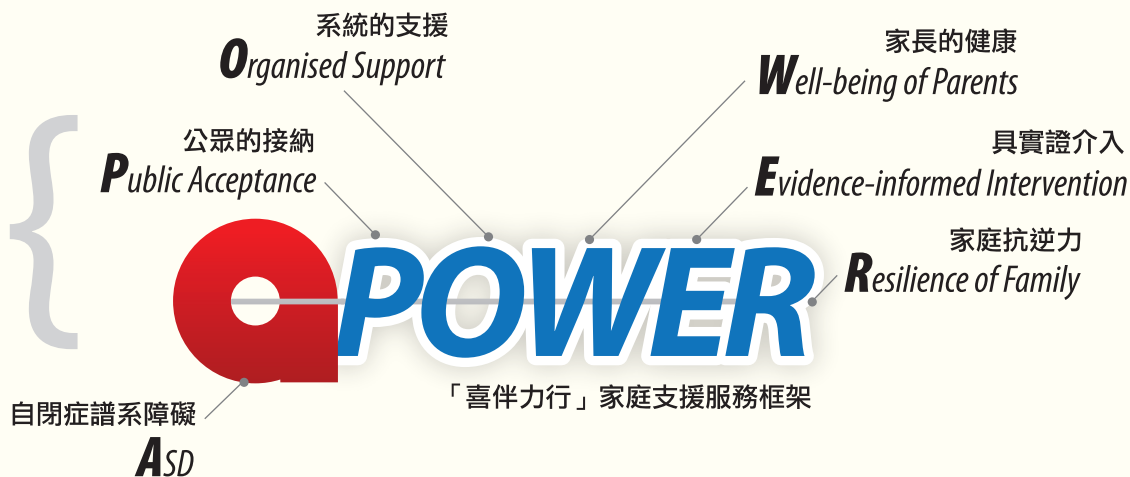 系統的支援
Organised Support
家長的健康
Well-being of Parents
公眾的接納
Public Acceptance
具實證介入
Evidence-informed Intervention
家庭抗逆力
Resilience of Family
aPOWER
「喜伴力行」家庭支援服務框架
自閉症譜系障礙
ASD